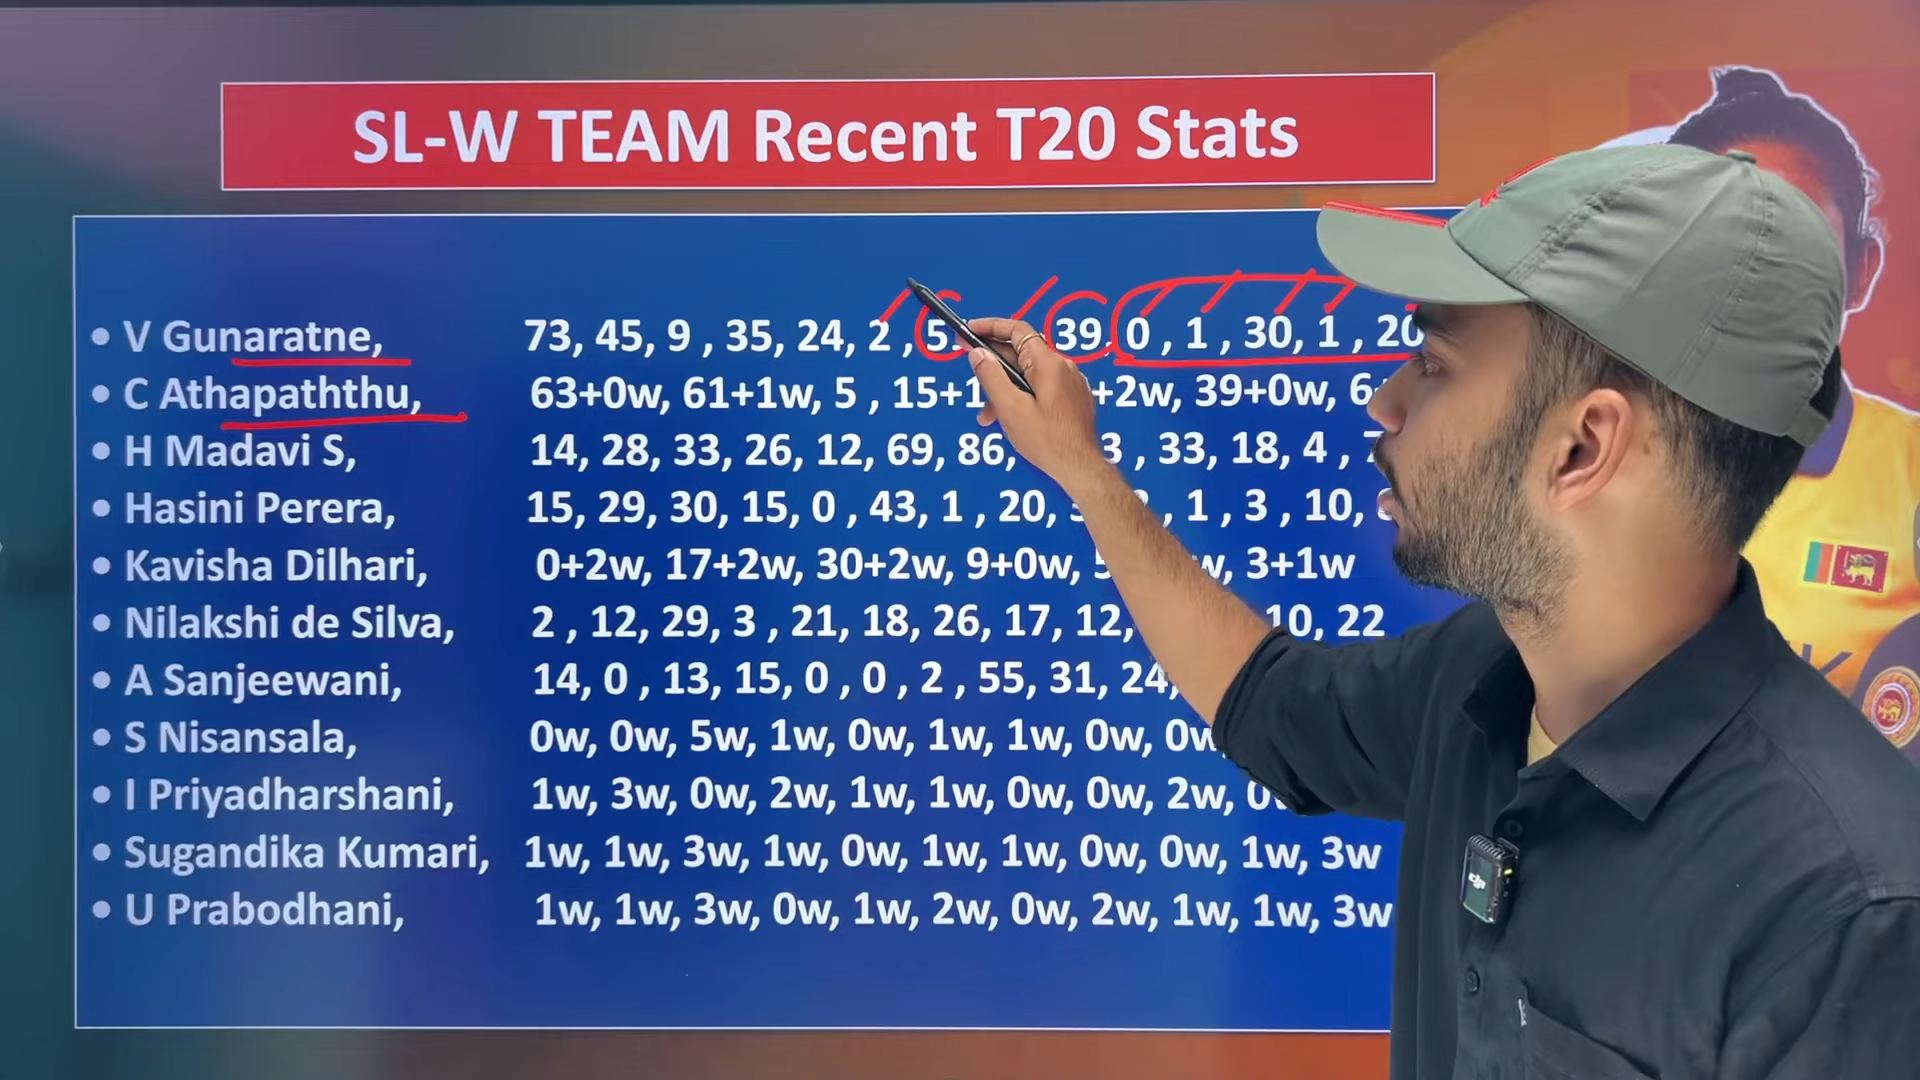 SL-W TEAM Recent T20 Stats
• V Gunaratne, 73, 45, 9 , 35, 24, 2 , 39, 0 , 1 , 30, 1 , 20
• C Athapaththu, 63+0w, 61+1w, 5 , 15+1 +2w, 39+0w,
• H Madavi S, 14, 28, 33, 26, 12, 69, 86, 33, 18, 4 ,
• Hasini Perera, 15, 29, 30, 15, 0 , 43, 1 , 20, , 1 , 3 , 10,
• Kavisha Dilhari, 0+2w, 17+2w, 30+2w, 9+0w, 3+1w
• Nilakshi de Silva, 2 , 12, 29, 3 , 21, 18, 26, 17, 12, 10, 22
• A Sanjeewani, 14, 0 , 13, 15, 0 , 0 , 2 , 55, 31, 24,
• S Nisansala, 0w, 0w, 5w, 1w, 0w, 1w, 1w, 0w, 0w,
• I Priyadharshani, 1w, 3w, 0w, 2w, 1w, 1w, 0w, 0w, 2w,
• Sugandika Kumari, 1w, 1w, 3w, 1w, 0w, 1w, 1w, 0w, 0w, 1w, 3w
• U Prabodhani, 1w, 1w, 3w, 0w, 1w, 2w, 0w, 2w, 1w, 1w, 3w
dji